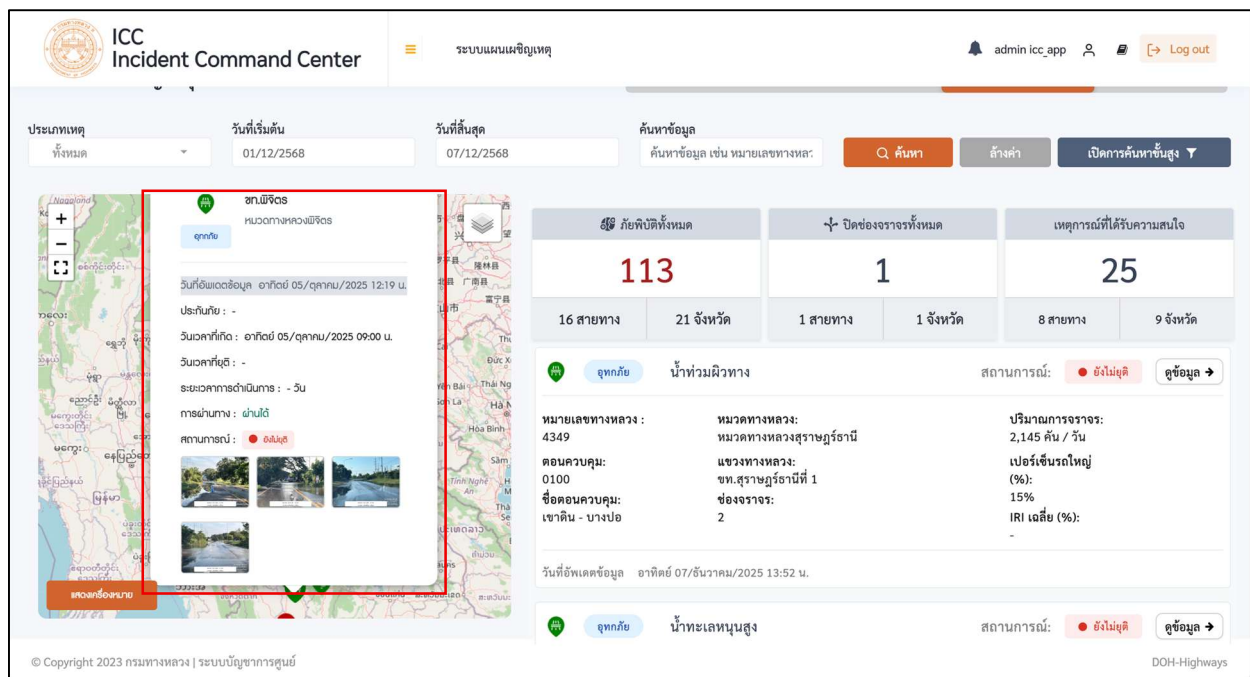 ICC
Incident Command Center
ระบบแผนเผชิญเหตุ
admin icc_app
Log out
ประเภทเหตุ
วันที่เริ่มต้น
วันที่สิ้นสุด
ค้นหาข้อมูล
ทั้งหมด
01/12/2568
07/12/2568
ค้นหาข้อมูล เช่น หมายเลขทางหลว
ค้นหา
ล้างค่า
เปิดการค้นหาขั้นสูง
+
−
ขท.พิจิตร
หมวดทางหลวงพิจิตร
อุทกภัย
วันที่อัพเดตข้อมูล อาทิตย์ 05/ตุลาคม/2025 12:19 น.
ประกันภัย : -
วันเวลาที่เกิด : อาทิตย์ 05/ตุลาคม/2025 09:00 น.
วันเวลาที่ยุติ : -
ระยะเวลาการดำเนินการ : - วัน
การผ่านทาง : ผ่านได้
สถานการณ์ : ยังไม่ยุติ
แสดงเครื่องหมาย
ภัยพิบัติทั้งหมด
ปิดช่องจราจรทั้งหมด
เหตุการณ์ที่ได้รับความสนใจ
113
1
25
16 สายทาง
21 จังหวัด
1 สายทาง
1 จังหวัด
8 สายทาง
9 จังหวัด
อุทกภัย
น้ำท่วมผิวทาง
สถานการณ์:
ยังไม่ยุติ
ดูข้อมูล
หมายเลขทางหลวง :
4349
หมวดทางหลวง:
หมวดทางหลวงสุราษฎร์ธานี
ปริมาณการจราจร:
2,145 คัน / วัน
ตอนควบคุม:
0100
แขวงทางหลวง:
ขท.สุราษฎร์ธานีที่ 1
เปอร์เซ็นรถใหญ่
(%):
15%
ชื่อตอนควบคุม:
เขาดิน - บางปอ
ช่องจราจร:
2
IRI เฉลี่ย (%):
-
วันที่อัพเดตข้อมูล อาทิตย์ 07/ธันวาคม/2025 13:52 น.
อุทกภัย
น้ำทะเลหนุนสูง
สถานการณ์:
ยังไม่ยุติ
ดูข้อมูล
© Copyright 2023 กรมทางหลวง | ระบบบัญชาการศูนย์
DOH-Highways